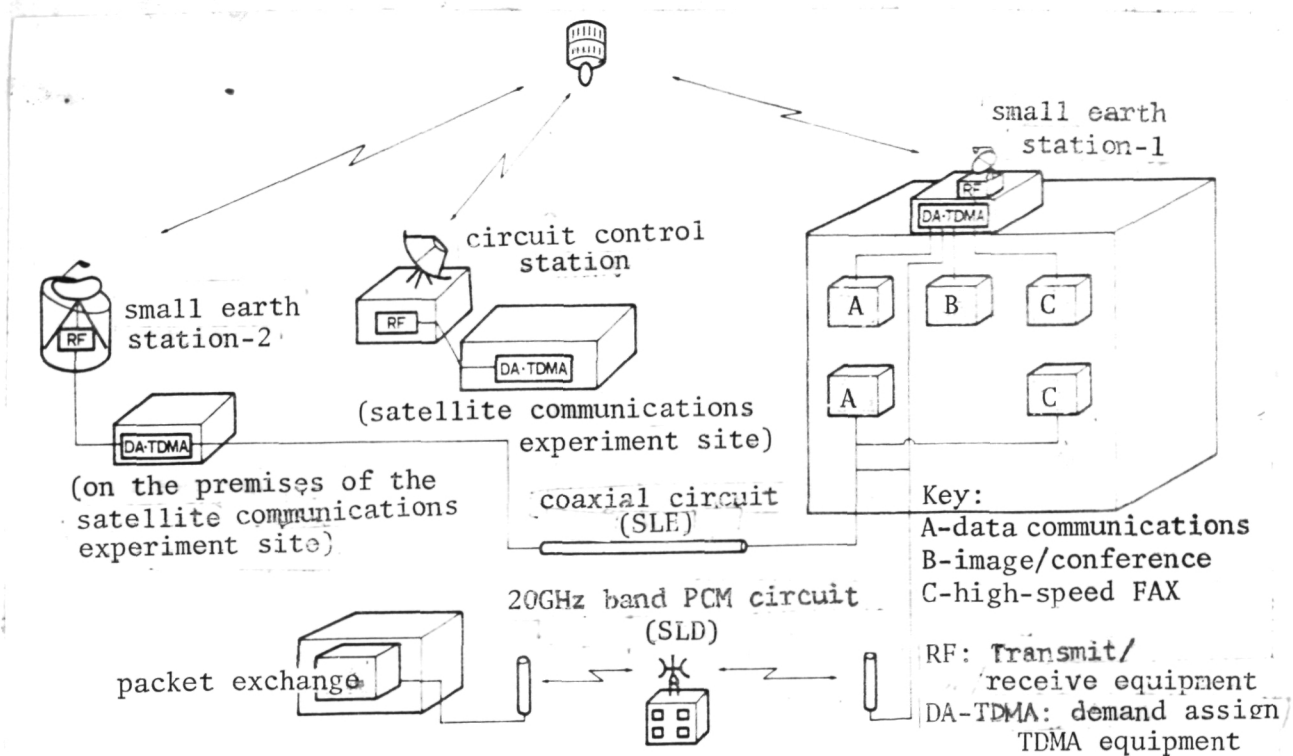 small earth
station-1
RF
DA·TDMA
circuit control
station
RF
DA·TDMA
(satellite communications
experiment site)
small earth
station-2
RF
DA·TDMA
(on the premises of the
satellite communications
experiment site)
A
B
C
A
C
coaxial circuit
(SLE)
Key:
A-data communications
B-image/conference
C-high-speed FAX
20GHz band PCM circuit
(SLD)
packet exchange
RF: Transmit/
receive equipment
DA-TDMA: demand assign
TDMA equipment